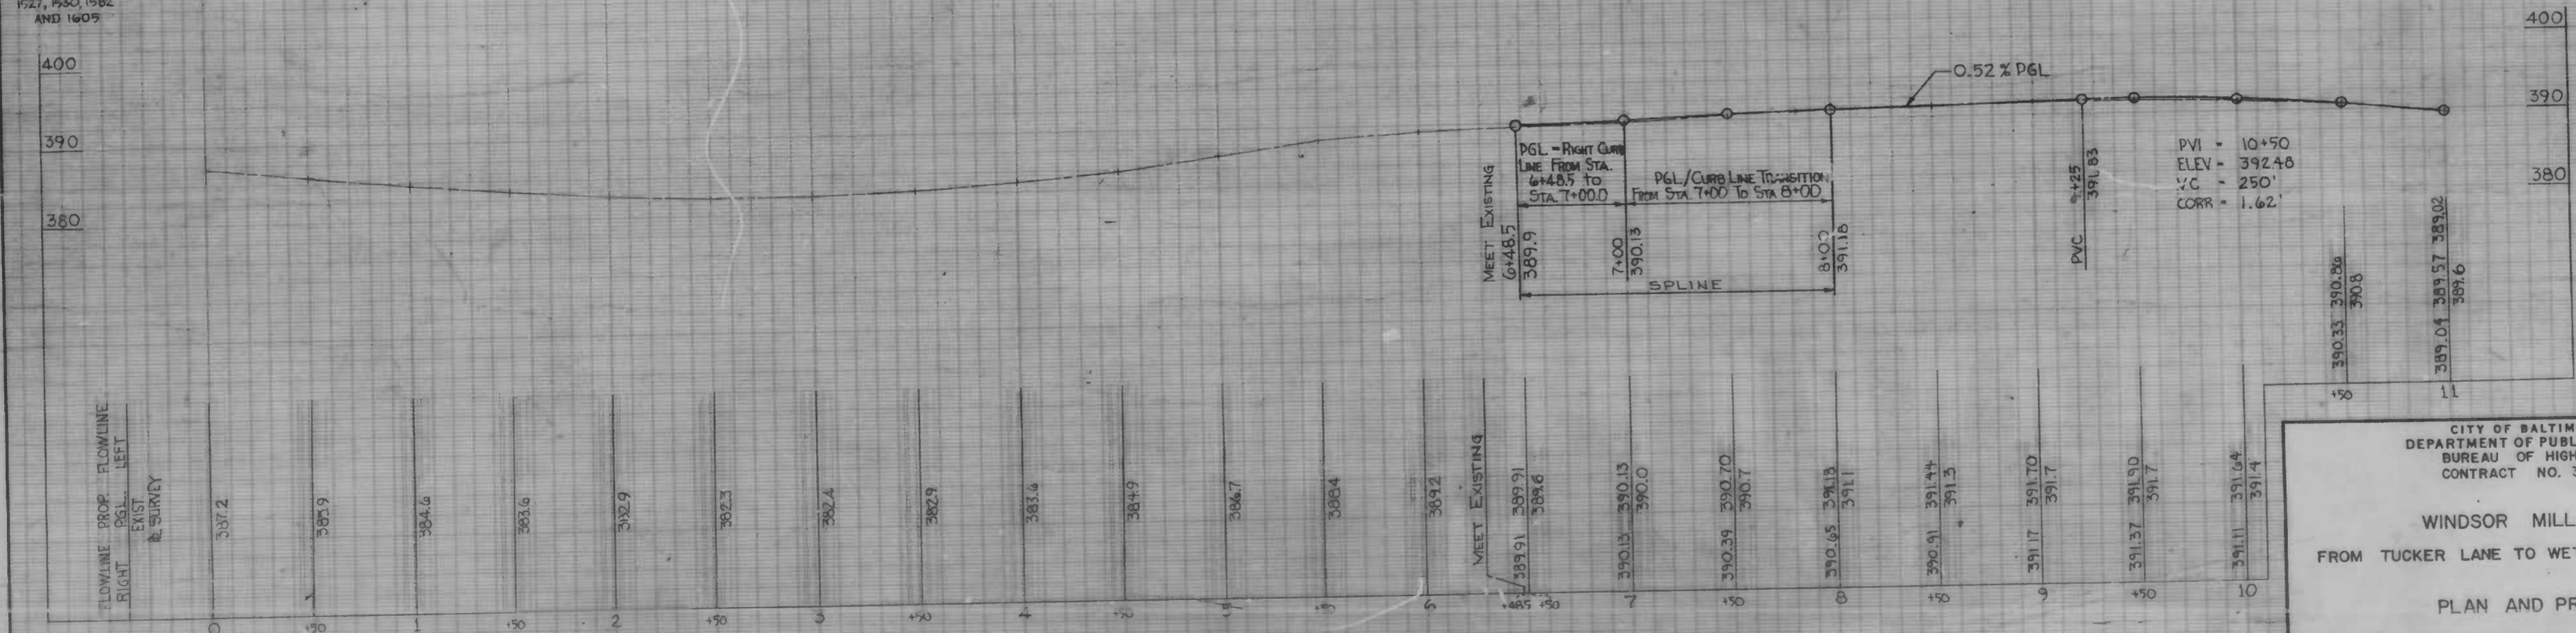 1527, 1530, 1582
AND 1605
400
390
380
400
390
380
0.52 % PGL
PGL - RIGHT CURB
LINE FROM STA.
6+48.5 TO
STA. 7+00.0
PGL/CURB LINE TRANSITION
FROM STA. 7+00 TO STA 8+00
MEET EXISTING
6+48.5
389.9
7+00
390.13
8+00
391.18
SPLINE
PVC
9+25
391.83
PVI - 10+50
ELEV - 392.48
VC - 250'
CORR - 1.62'
390.33 390.86
390.8
389.04 389.57 389.02
389.6
+50 11
FLOWLINE PROP. FLOWLINE
RIGHT PGL. LEFT
EXIST.
SURVEY
387.2
385.9
384.6
383.6
382.9
382.3
382.4
382.9
383.6
384.9
386.7
388.4
389.2
MEET EXISTING
389.91 389.91
389.6
390.13 390.13
390.0
390.39 390.70
390.7
390.65 391.18
391.1
390.91 391.44
391.3
391.17 391.70
391.7
391.37 391.90
391.7
391.11 391.64
391.4
0 +50 1 +50 2 +50 3 +50 4 +50 5 +50 6 +48.5 +50 7 +50 8 +50 9 +50 10
CITY OF BALTIM
DEPARTMENT OF PUBL
BUREAU OF HIGH
CONTRACT NO. 3
WINDSOR MILL
FROM TUCKER LANE TO WE
PLAN AND PR